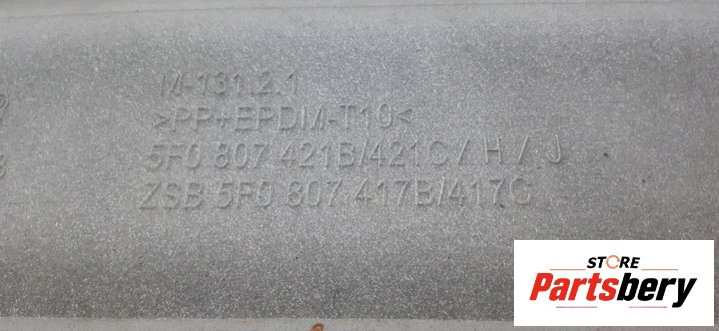 M-131.2.1
>PP+EPDM-T10<
5F0 807 421B/421C/ H / J
ZSB 5F0 807 417B/417C
STORE
Partsbery